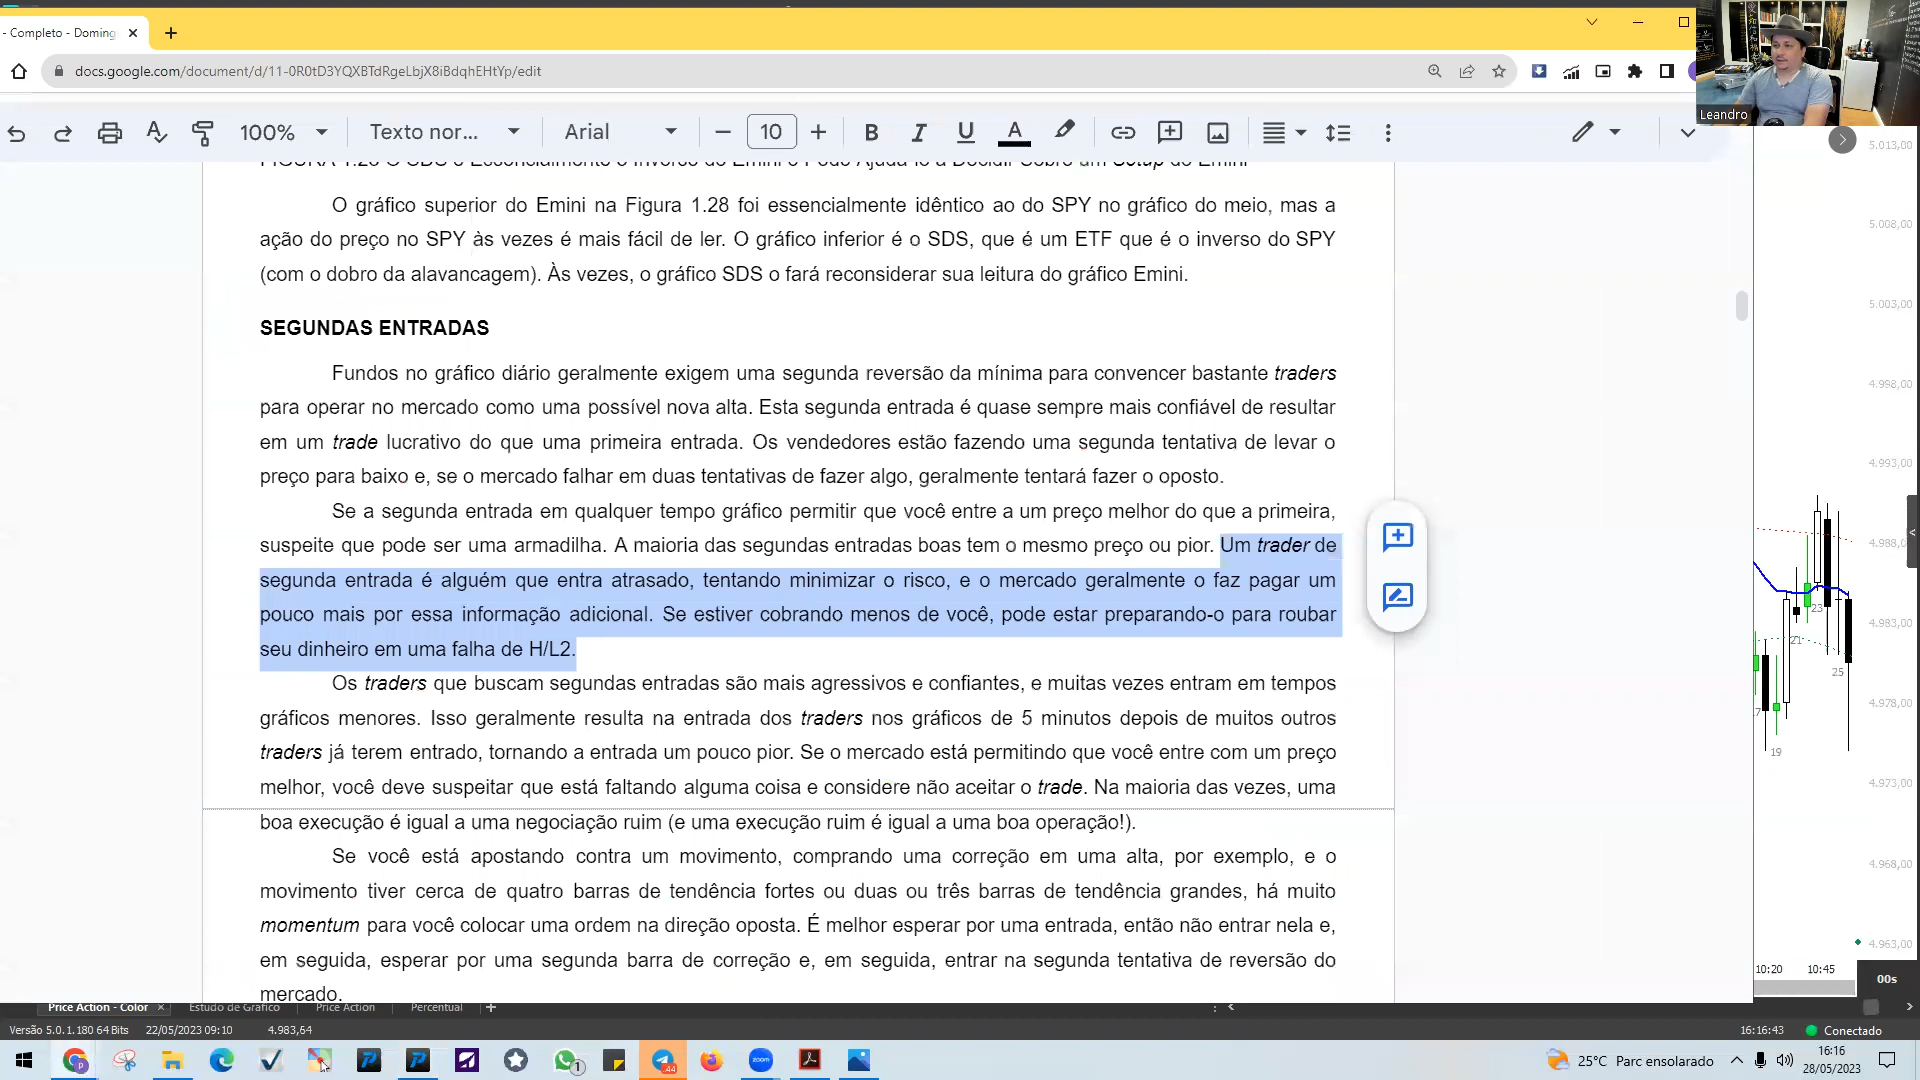 - Completo - Doming
docs.google.com/document/d/11-0R0tD3YQXBTdRgeLbjX8iBdqhEHtYp/edit
Leandro
100%
Texto nor...
Arial
10
FIGURA 1.28 O SDS é Essencialmente o Inverso do Emini e Pode Ajudá-lo a Decidir Sobre um Setup do Emini
O gráfico superior do Emini na Figura 1.28 foi essencialmente idêntico ao do SPY no gráfico do meio, mas a
ação do preço no SPY às vezes é mais fácil de ler. O gráfico inferior é o SDS, que é um ETF que é o inverso do SPY
(com o dobro da alavancagem). Às vezes, o gráfico SDS o fará reconsiderar sua leitura do gráfico Emini.
SEGUNDAS ENTRADAS
Fundos no gráfico diário geralmente exigem uma segunda reversão da mínima para convencer bastante traders
para operar no mercado como uma possível nova alta. Esta segunda entrada é quase sempre mais confiável de resultar
em um trade lucrativo do que uma primeira entrada. Os vendedores estão fazendo uma segunda tentativa de levar o
preço para baixo e, se o mercado falhar em duas tentativas de fazer algo, geralmente tentará fazer o oposto.
Se a segunda entrada em qualquer tempo gráfico permitir que você entre a um preço melhor do que a primeira,
suspeite que pode ser uma armadilha. A maioria das segundas entradas boas tem o mesmo preço ou pior. Um trader de
segunda entrada é alguém que entra atrasado, tentando minimizar o risco, e o mercado geralmente o faz pagar um
pouco mais por essa informação adicional. Se estiver cobrando menos de você, pode estar preparando-o para roubar
seu dinheiro em uma falha de H/L2.
Os traders que buscam segundas entradas são mais agressivos e confiantes, e muitas vezes entram em tempos
gráficos menores. Isso geralmente resulta na entrada dos traders nos gráficos de 5 minutos depois de muitos outros
traders já terem entrado, tornando a entrada um pouco pior. Se o mercado está permitindo que você entre com um preço
melhor, você deve suspeitar que está faltando alguma coisa e considere não aceitar o trade. Na maioria das vezes, uma
boa execução é igual a uma negociação ruim (e uma execução ruim é igual a uma boa operação!).
Se você está apostando contra um movimento, comprando uma correção em uma alta, por exemplo, e o
movimento tiver cerca de quatro barras de tendência fortes ou duas ou três barras de tendência grandes, há muito
momentum para você colocar uma ordem na direção oposta. É melhor esperar por uma entrada, então não entrar nela e,
em seguida, esperar por uma segunda barra de correção e, em seguida, entrar na segunda tentativa de reversão do
mercado.
5.013,00
5.008,00
5.003,00
4.998,00
4.993,00
4.988,00
4.983,00
4.978,00
4.973,00
4.968,00
4.963,00
23
21
25
19
10:20 10:45
00s
Price Action - Color
Estudo de Gráfico
Price Action
Percentual
Versão 5.0.1.180 64 Bits 22/05/2023 09:10 4.983,64
16:16:43 Conectado
25°C Parc ensolarado
16:16
28/05/2023